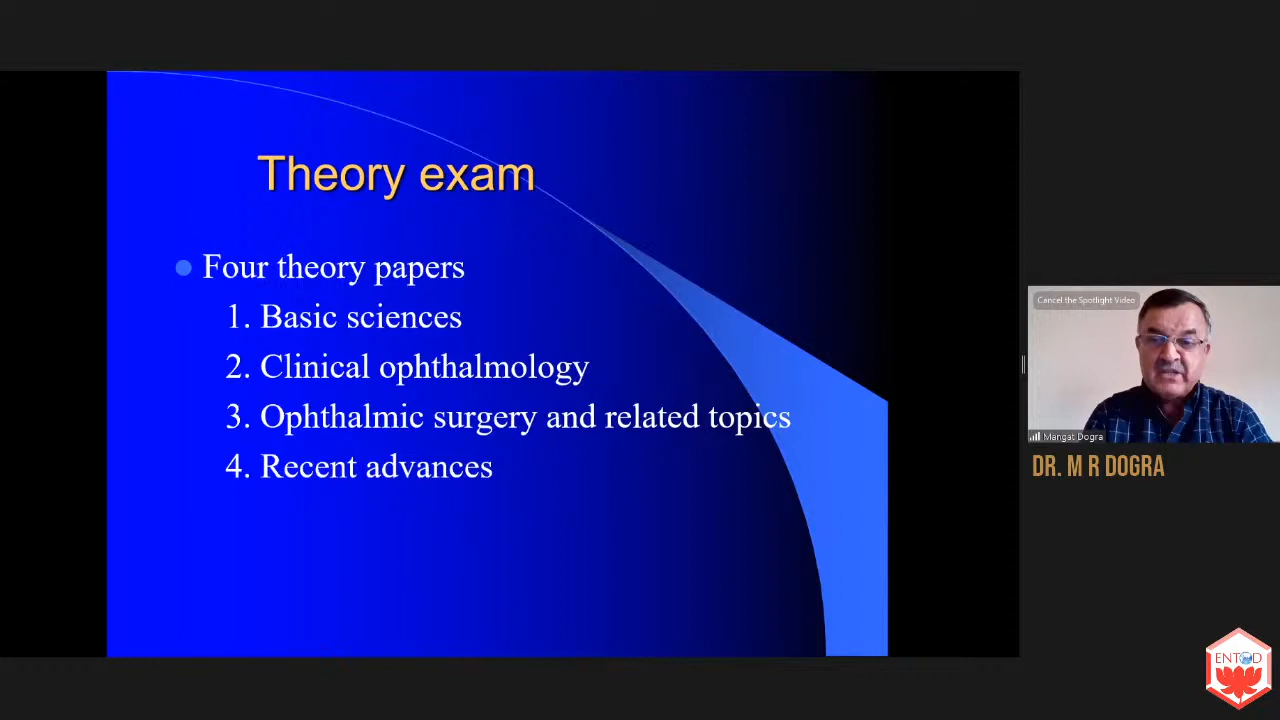 Theory exam
Four theory papers
1. Basic sciences
2. Clinical ophthalmology
3. Ophthalmic surgery and related topics
4. Recent advances
Cancel the Spotlight Video
Mangat Dogra
DR. M R DOGRA
ENTOD